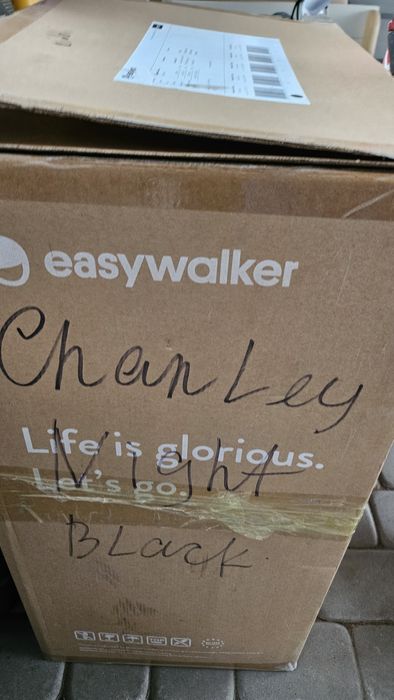 easywalker
Chanley
Life is glorious.
Night
Let's go.
Black